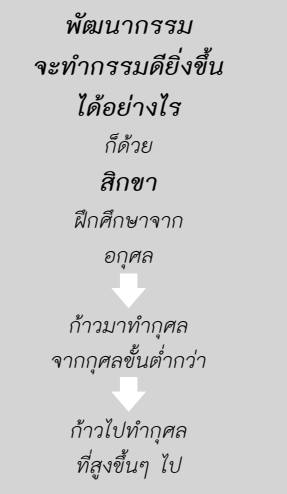 พัฒนากรรม
จะทำกรรมดียิ่งขึ้น
ได้อย่างไร
ก็ด้วย
สิกขา
ฝึกศึกษาจาก
อกุศล
ก้าวมาทำกุศล
จากกุศลขั้นต่ำกว่า
ก้าวไปทำกุศล
ที่สูงขึ้นๆ ไป